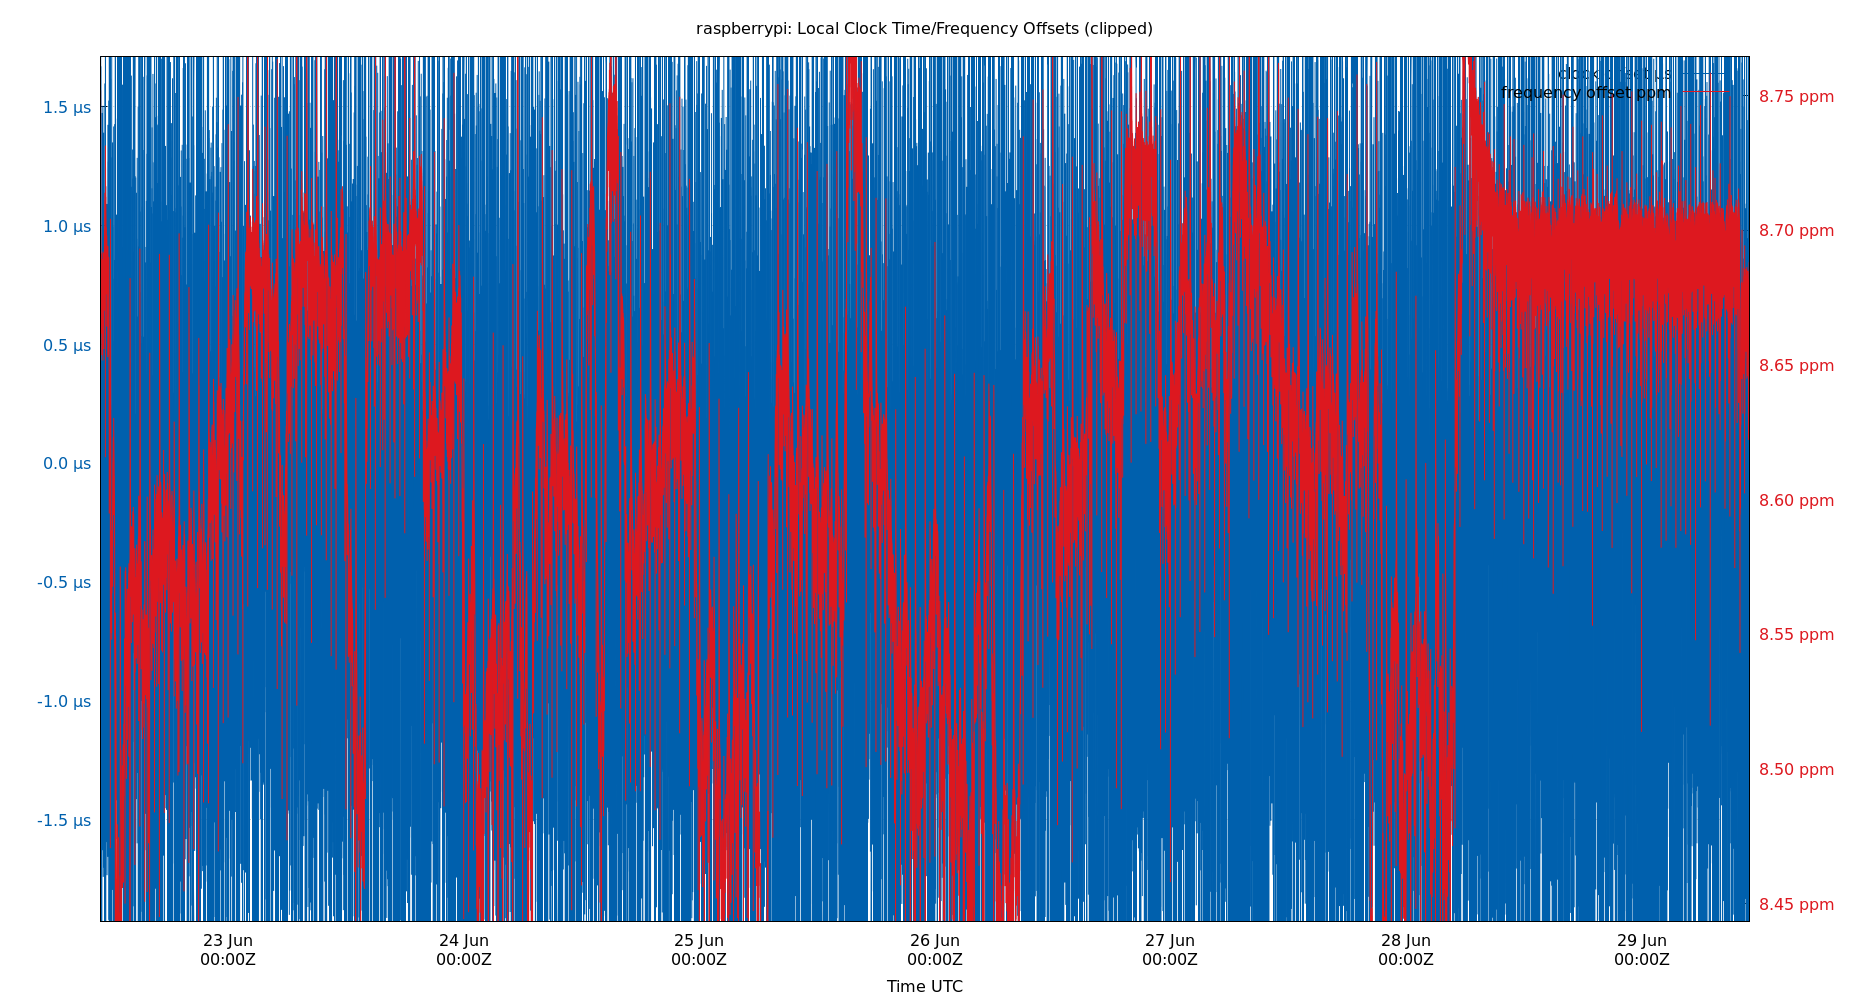 raspberrypi: Local Clock Time/Frequency Offsets (clipped)
clock offset µs
frequency offset ppm
1.5 µs
1.0 µs
0.5 µs
0.0 µs
-0.5 µs
-1.0 µs
-1.5 µs
8.75 ppm
8.70 ppm
8.65 ppm
8.60 ppm
8.55 ppm
8.50 ppm
8.45 ppm
23 Jun 24 Jun 25 Jun 26 Jun 27 Jun 28 Jun 29 Jun
00:00Z 00:00Z 00:00Z 00:00Z 00:00Z 00:00Z 00:00Z
Time UTC